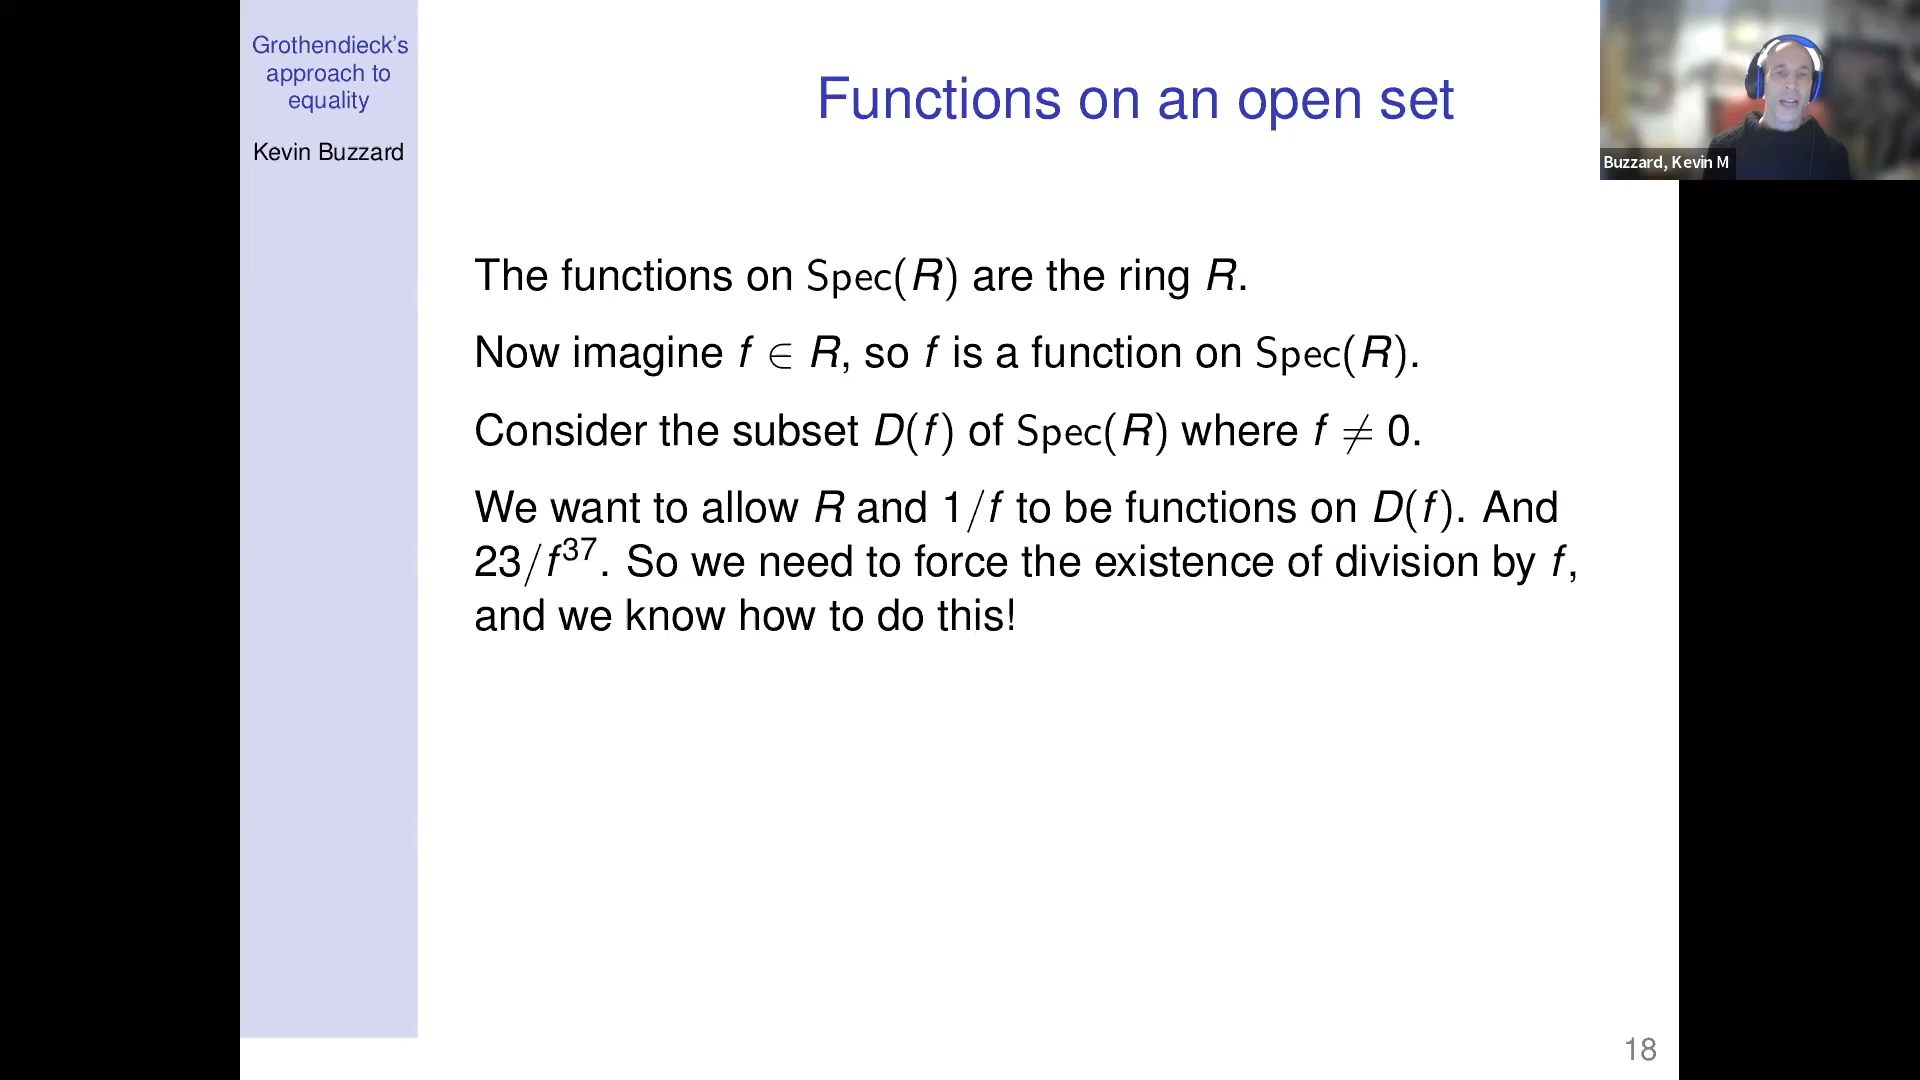 Grothendieck's
approach to
equality
Kevin Buzzard
Functions on an open set
Buzzard, Kevin M
The functions on Spec(R) are the ring R.
Now imagine f ∈ R, so f is a function on Spec(R).
Consider the subset D(f) of Spec(R) where f ≠ 0.
We want to allow R and 1/f to be functions on D(f). And
23/f³⁷. So we need to force the existence of division by f,
and we know how to do this!
18